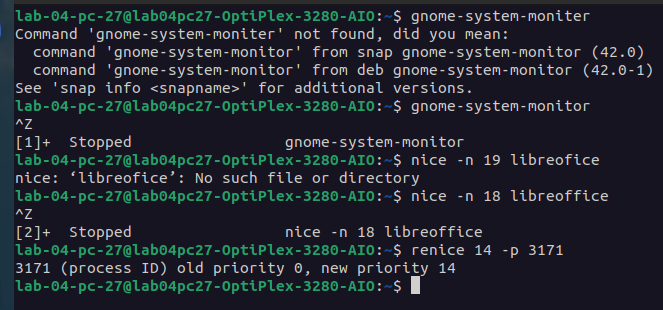 lab-04-pc-27@lab04pc27-OptiPlex-3280-AIO:~$ gnome-system-moniter
Command 'gnome-system-moniter' not found, did you mean:
  command 'gnome-system-monitor' from snap gnome-system-monitor (42.0)
  command 'gnome-system-monitor' from deb gnome-system-monitor (42.0-1)
See 'snap info <snapname>' for additional versions.
lab-04-pc-27@lab04pc27-OptiPlex-3280-AIO:~$ gnome-system-monitor
^Z
[1]+  Stopped                 gnome-system-monitor
lab-04-pc-27@lab04pc27-OptiPlex-3280-AIO:~$ nice -n 19 libreofice
nice: ‘libreofice’: No such file or directory
lab-04-pc-27@lab04pc27-OptiPlex-3280-AIO:~$ nice -n 18 libreoffice
^Z
[2]+  Stopped                 nice -n 18 libreoffice
lab-04-pc-27@lab04pc27-OptiPlex-3280-AIO:~$ renice 14 -p 3171
3171 (process ID) old priority 0, new priority 14
lab-04-pc-27@lab04pc27-OptiPlex-3280-AIO:~$